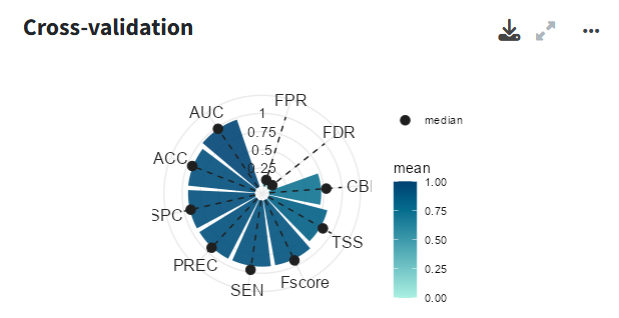 Cross-validation
FPR
AUC
1
FDR
0.75
0.5
ACC
0.25
CBI
SPC
TSS
PREC
Fscore
SEN
median
mean
1.00
0.75
0.50
0.25
0.00